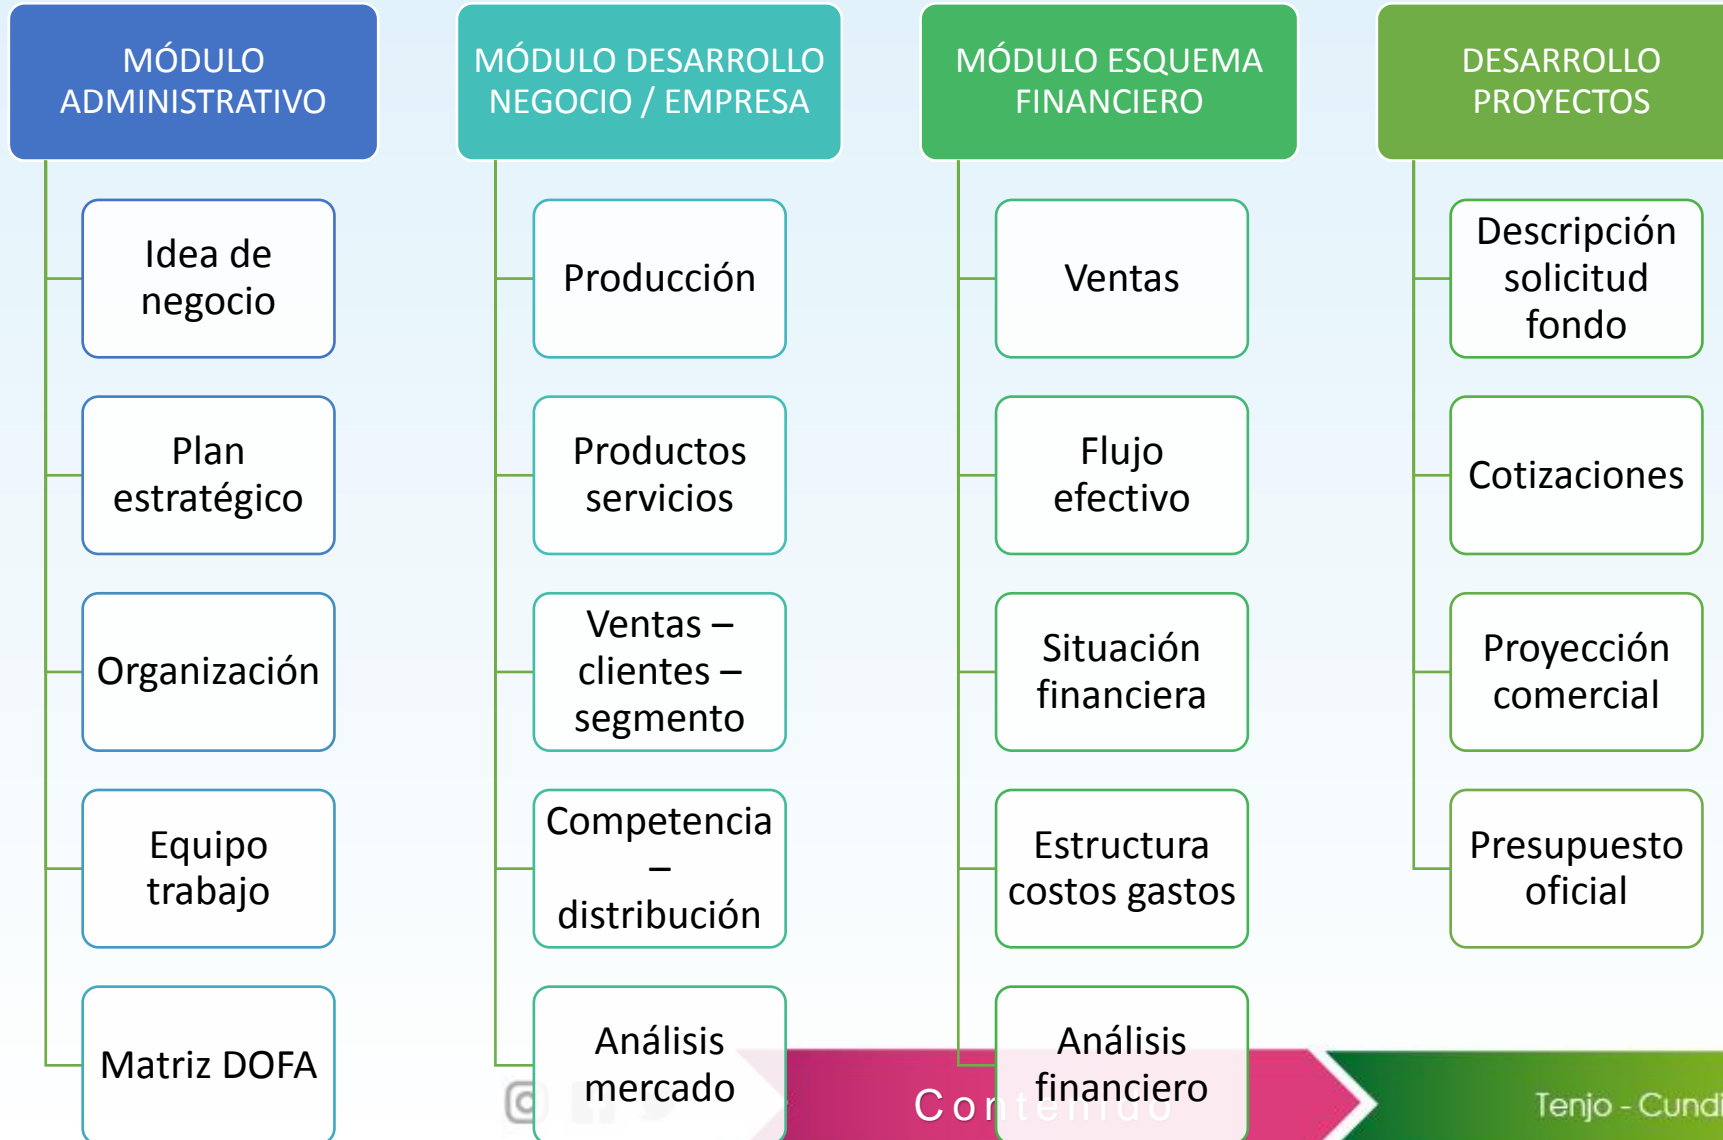 MÓDULO
ADMINISTRATIVO
Idea de
negocio
Plan
estratégico
Organización
Equipo
trabajo
Matriz DOFA
MÓDULO DESARROLLO
NEGOCIO / EMPRESA
Producción
Productos
servicios
Ventas –
clientes –
segmento
Competencia
–
distribución
Análisis
mercado
MÓDULO ESQUEMA
FINANCIERO
Ventas
Flujo
efectivo
Situación
financiera
Estructura
costos gastos
Análisis
financiero
DESARROLLO
PROYECTOS
Descripción
solicitud
fondo
Cotizaciones
Proyección
comercial
Presupuesto
oficial
Contenido
Tenjo - Cundi